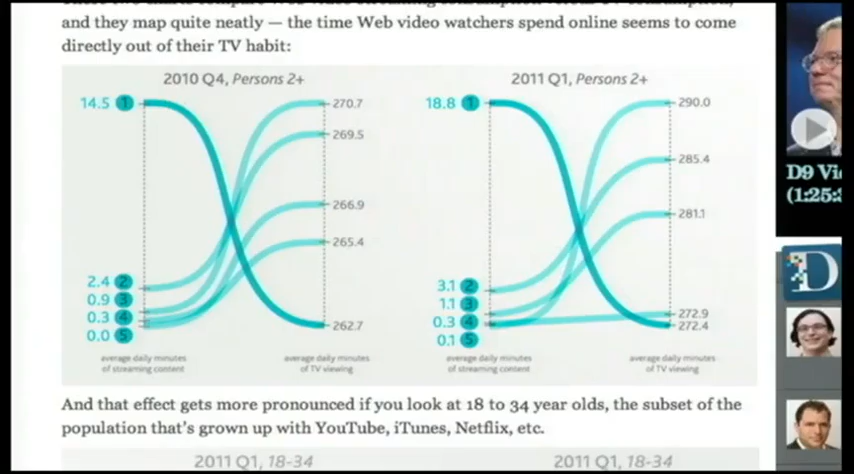 and they map quite neatly — the time Web video watchers spend online seems to come
directly out of their TV habit:
2010 Q4, Persons 2+
14.5 1
2.4 2
0.9 3
0.3 4
0.0 5
270.7
269.5
266.9
265.4
262.7
average daily minutes
of streaming content
average daily minutes
of TV viewing
2011 Q1, Persons 2+
18.8 1
3.1 2
1.1 3
0.3 4
0.1 5
290.0
285.4
281.1
272.9
272.4
average daily minutes
of streaming content
average daily minutes
of TV viewing
And that effect gets more pronounced if you look at 18 to 34 year olds, the subset of the
population that's grown up with YouTube, iTunes, Netflix, etc.
2011 Q1, 18-34
2011 Q1, 18-34
D9
(1:25:
D